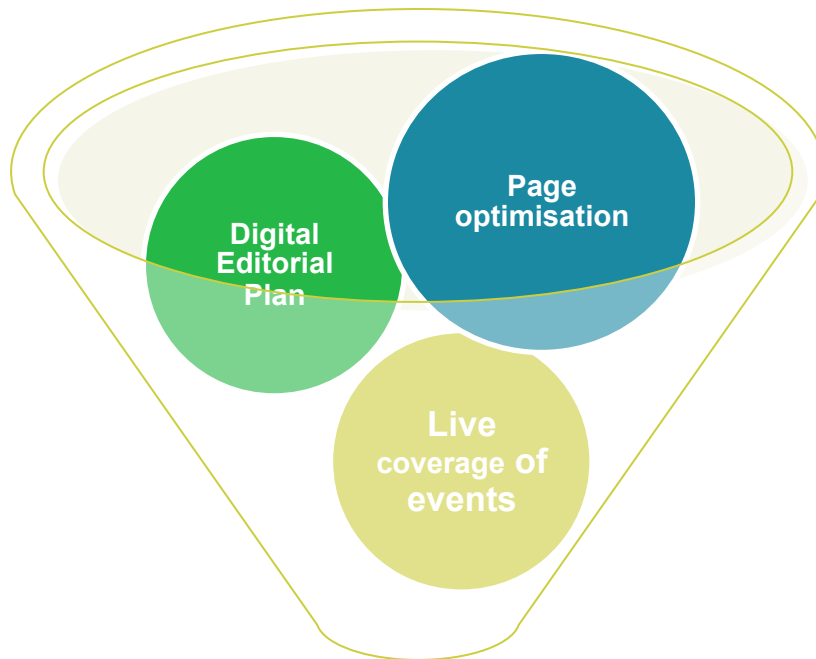 Digital
Editorial
Plan
Page
optimisation
Live
coverage of
events